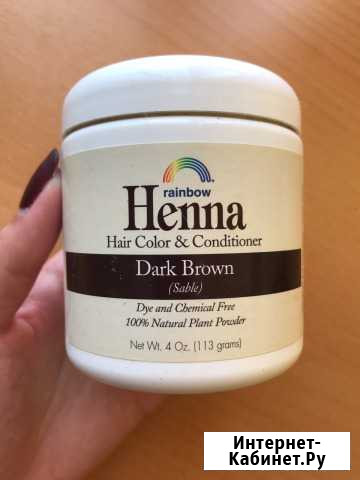 rainbow
Henna
Hair Color & Conditioner
Dark Brown
(Sable)
Dye and Chemical Free
100% Natural Plant Powder
Net Wt. 4 Oz. (113 grams)
Интернет-
Кабинет.Ру